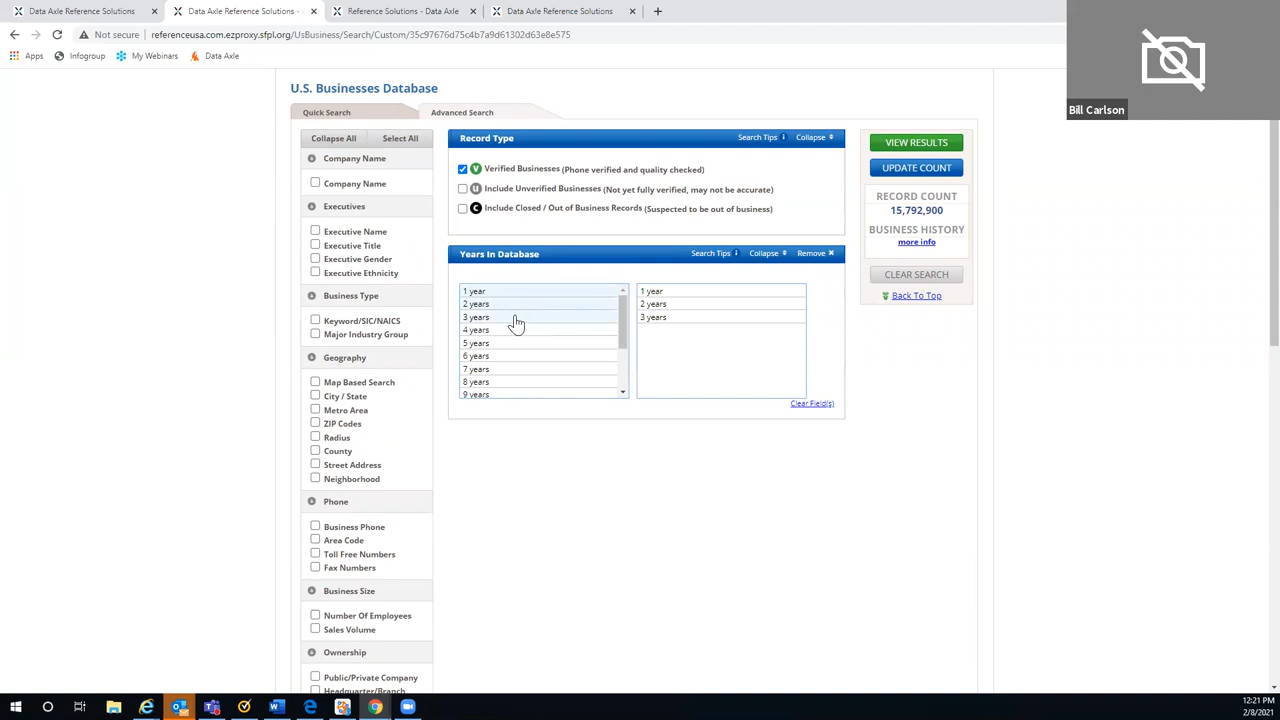 Data Axle Reference Solutions
Data Axle Reference Solutions -
Reference Solutions - Data Axle
Data Axle Reference Solutions
Not secure
referenceusa.com.ezproxy.sfpl.org/UsBusiness/Search/Custom/35c97676d75c4b7a9d61302d63e8e575
Apps
Infogroup
My Webinars
Data Axle
Bill Carlson
U.S. Businesses Database
Quick Search
Advanced Search
Collapse All
Select All
Company Name
Company Name
Executives
Executive Name
Executive Title
Executive Gender
Executive Ethnicity
Business Type
Keyword/SIC/NAICS
Major Industry Group
Geography
Map Based Search
City / State
Metro Area
ZIP Codes
Radius
County
Street Address
Neighborhood
Phone
Business Phone
Area Code
Toll Free Numbers
Fax Numbers
Business Size
Number Of Employees
Sales Volume
Ownership
Public/Private Company
Headquarter/Branch
Record Type
Search Tips
Collapse
V Verified Businesses (Phone verified and quality checked)
U Include Unverified Businesses (Not yet fully verified, may not be accurate)
C Include Closed / Out of Business Records (Suspected to be out of business)
Years In Database
Search Tips
Collapse
Remove
1 year
2 years
3 years
4 years
5 years
6 years
7 years
8 years
9 years
1 year
2 years
3 years
Clear Field(s)
VIEW RESULTS
UPDATE COUNT
RECORD COUNT
15,792,900
BUSINESS HISTORY
more info
CLEAR SEARCH
Back To Top
12:21 PM
2/8/2021